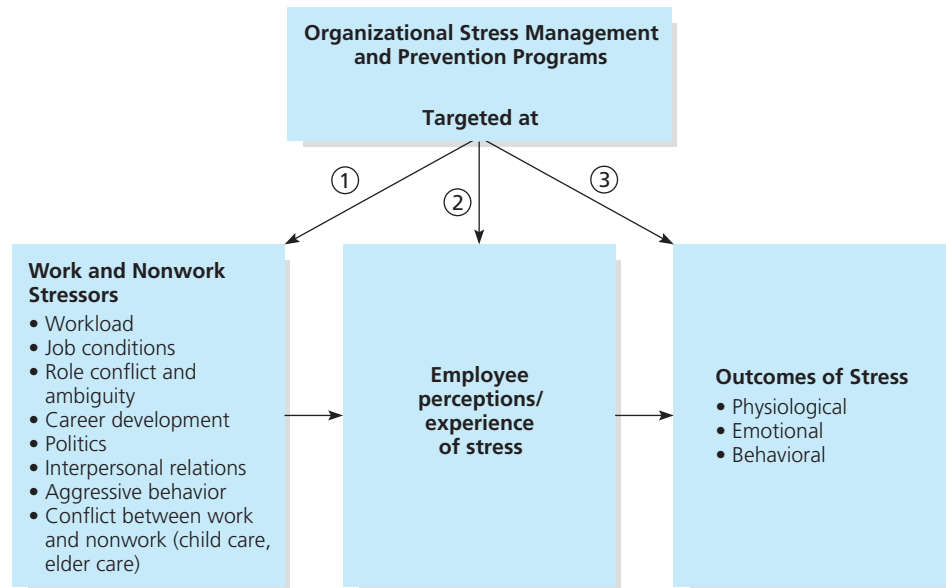 Organizational Stress Management
and Prevention Programs
Targeted at
1
2
3
Work and Nonwork
Stressors
• Workload
• Job conditions
• Role conflict and
ambiguity
• Career development
• Politics
• Interpersonal relations
• Aggressive behavior
• Conflict between work
and nonwork (child care,
elder care)
Employee
perceptions/
experience
of stress
Outcomes of Stress
• Physiological
• Emotional
• Behavioral